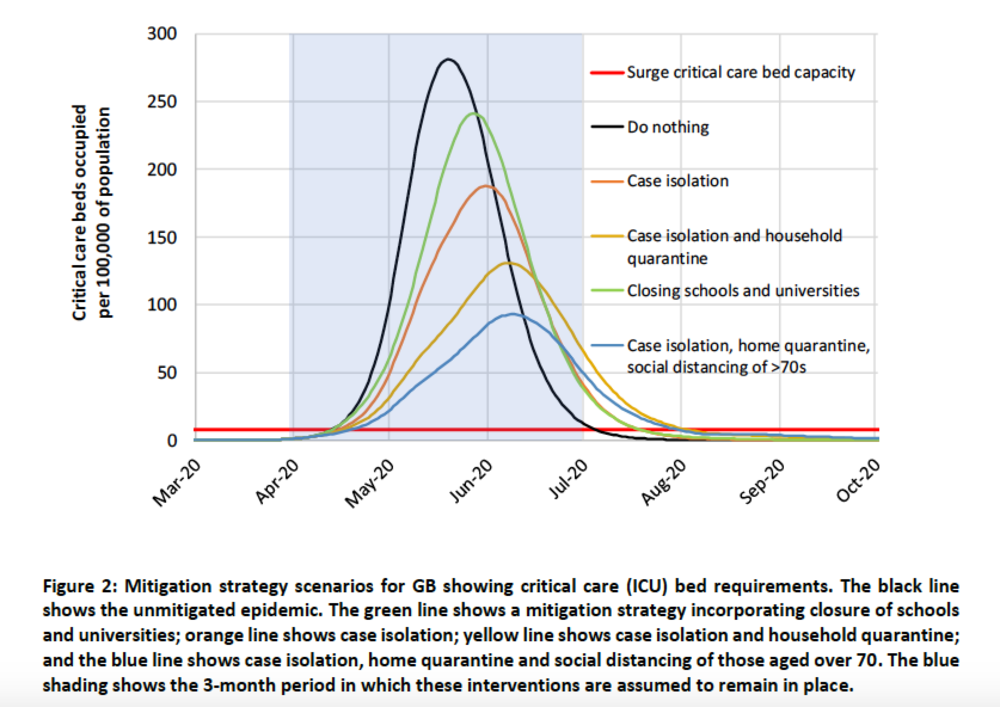 300
250
200
150
100
50
0
Critical care beds occupied
per 100,000 of population
Surge critical care bed capacity
Do nothing
Case isolation
Case isolation and household
quarantine
Closing schools and universities
Case isolation, home quarantine,
social distancing of >70s
Mar-20
Apr-20
May-20
Jun-20
Jul-20
Aug-20
Sep-20
Oct-20
Figure 2: Mitigation strategy scenarios for GB showing critical care (ICU) bed requirements. The black line
shows the unmitigated epidemic. The green line shows a mitigation strategy incorporating closure of schools
and universities; orange line shows case isolation; yellow line shows case isolation and household quarantine;
and the blue line shows case isolation, home quarantine and social distancing of those aged over 70. The blue
shading shows the 3-month period in which these interventions are assumed to remain in place.